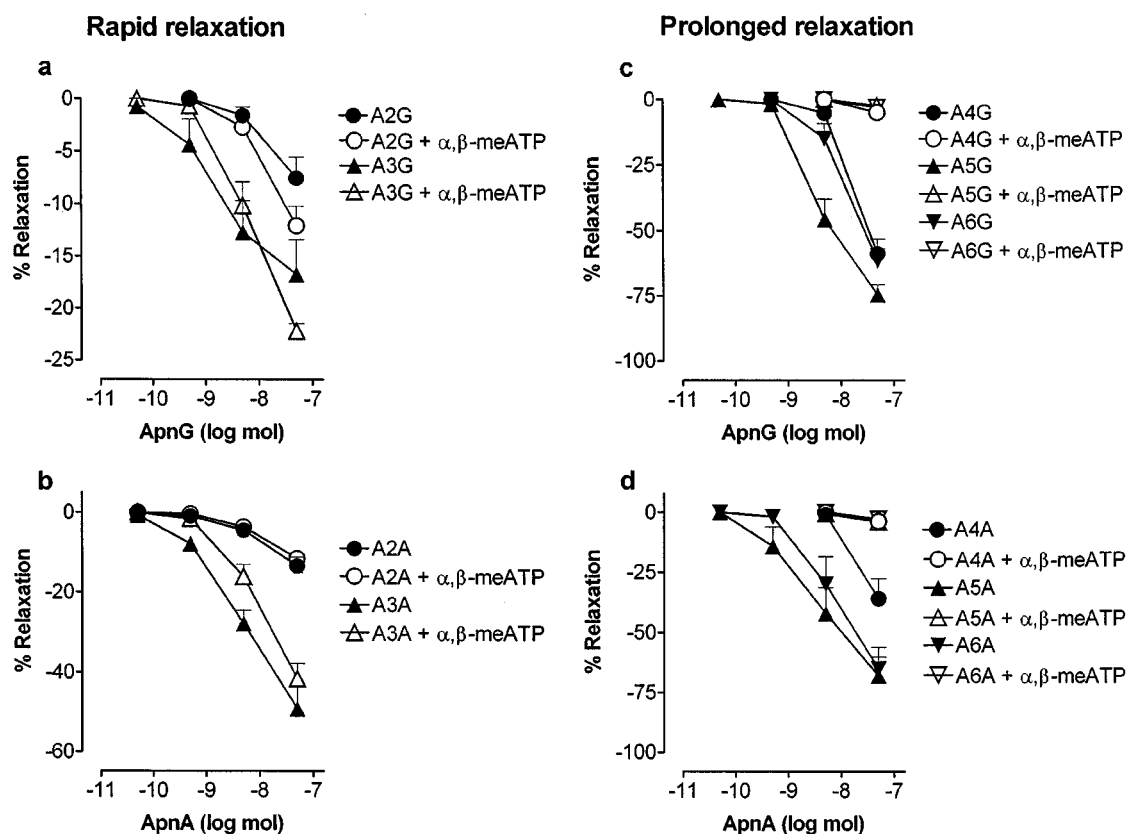 Rapid relaxation
Prolonged relaxation
a
0
-5
-10
-15
-20
-25
% Relaxation
-11 -10 -9 -8 -7
ApnG (log mol)
A2G
A2G + α,β-meATP
A3G
A3G + α,β-meATP
c
0
-25
-50
-75
-100
% Relaxation
-11 -10 -9 -8 -7
ApnG (log mol)
A4G
A4G + α,β-meATP
A5G
A5G + α,β-meATP
A6G
A6G + α,β-meATP
b
0
-20
-40
-60
% Relaxation
-11 -10 -9 -8 -7
ApnA (log mol)
A2A
A2A + α,β-meATP
A3A
A3A + α,β-meATP
d
0
-25
-50
-75
-100
% Relaxation
-11 -10 -9 -8 -7
ApnA (log mol)
A4A
A4A + α,β-meATP
A5A
A5A + α,β-meATP
A6A
A6A + α,β-meATP